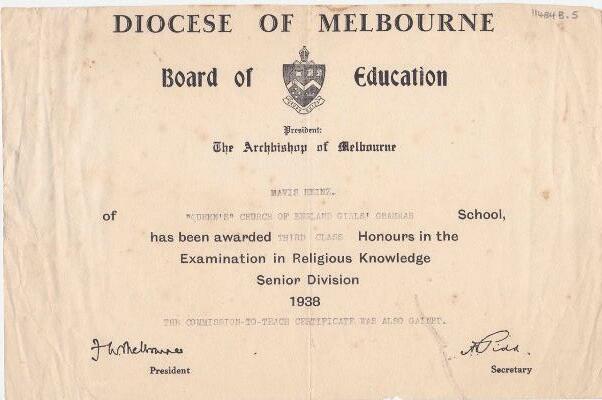 11484B.5
DIOCESE OF MELBOURNE
Board of Education
President:
The Archbishop of Melbourne
MAVIS HEINZ.
of "QUEEN'S" CHURCH OF ENGLAND GIRLS' GRAMMAR School,
has been awarded THIRD CLASS Honours in the
Examination in Religious Knowledge
Senior Division
1938
THE COMMISSION-TO-TEACH CERTIFICATE WAS ALSO GAINED.
President Secretary